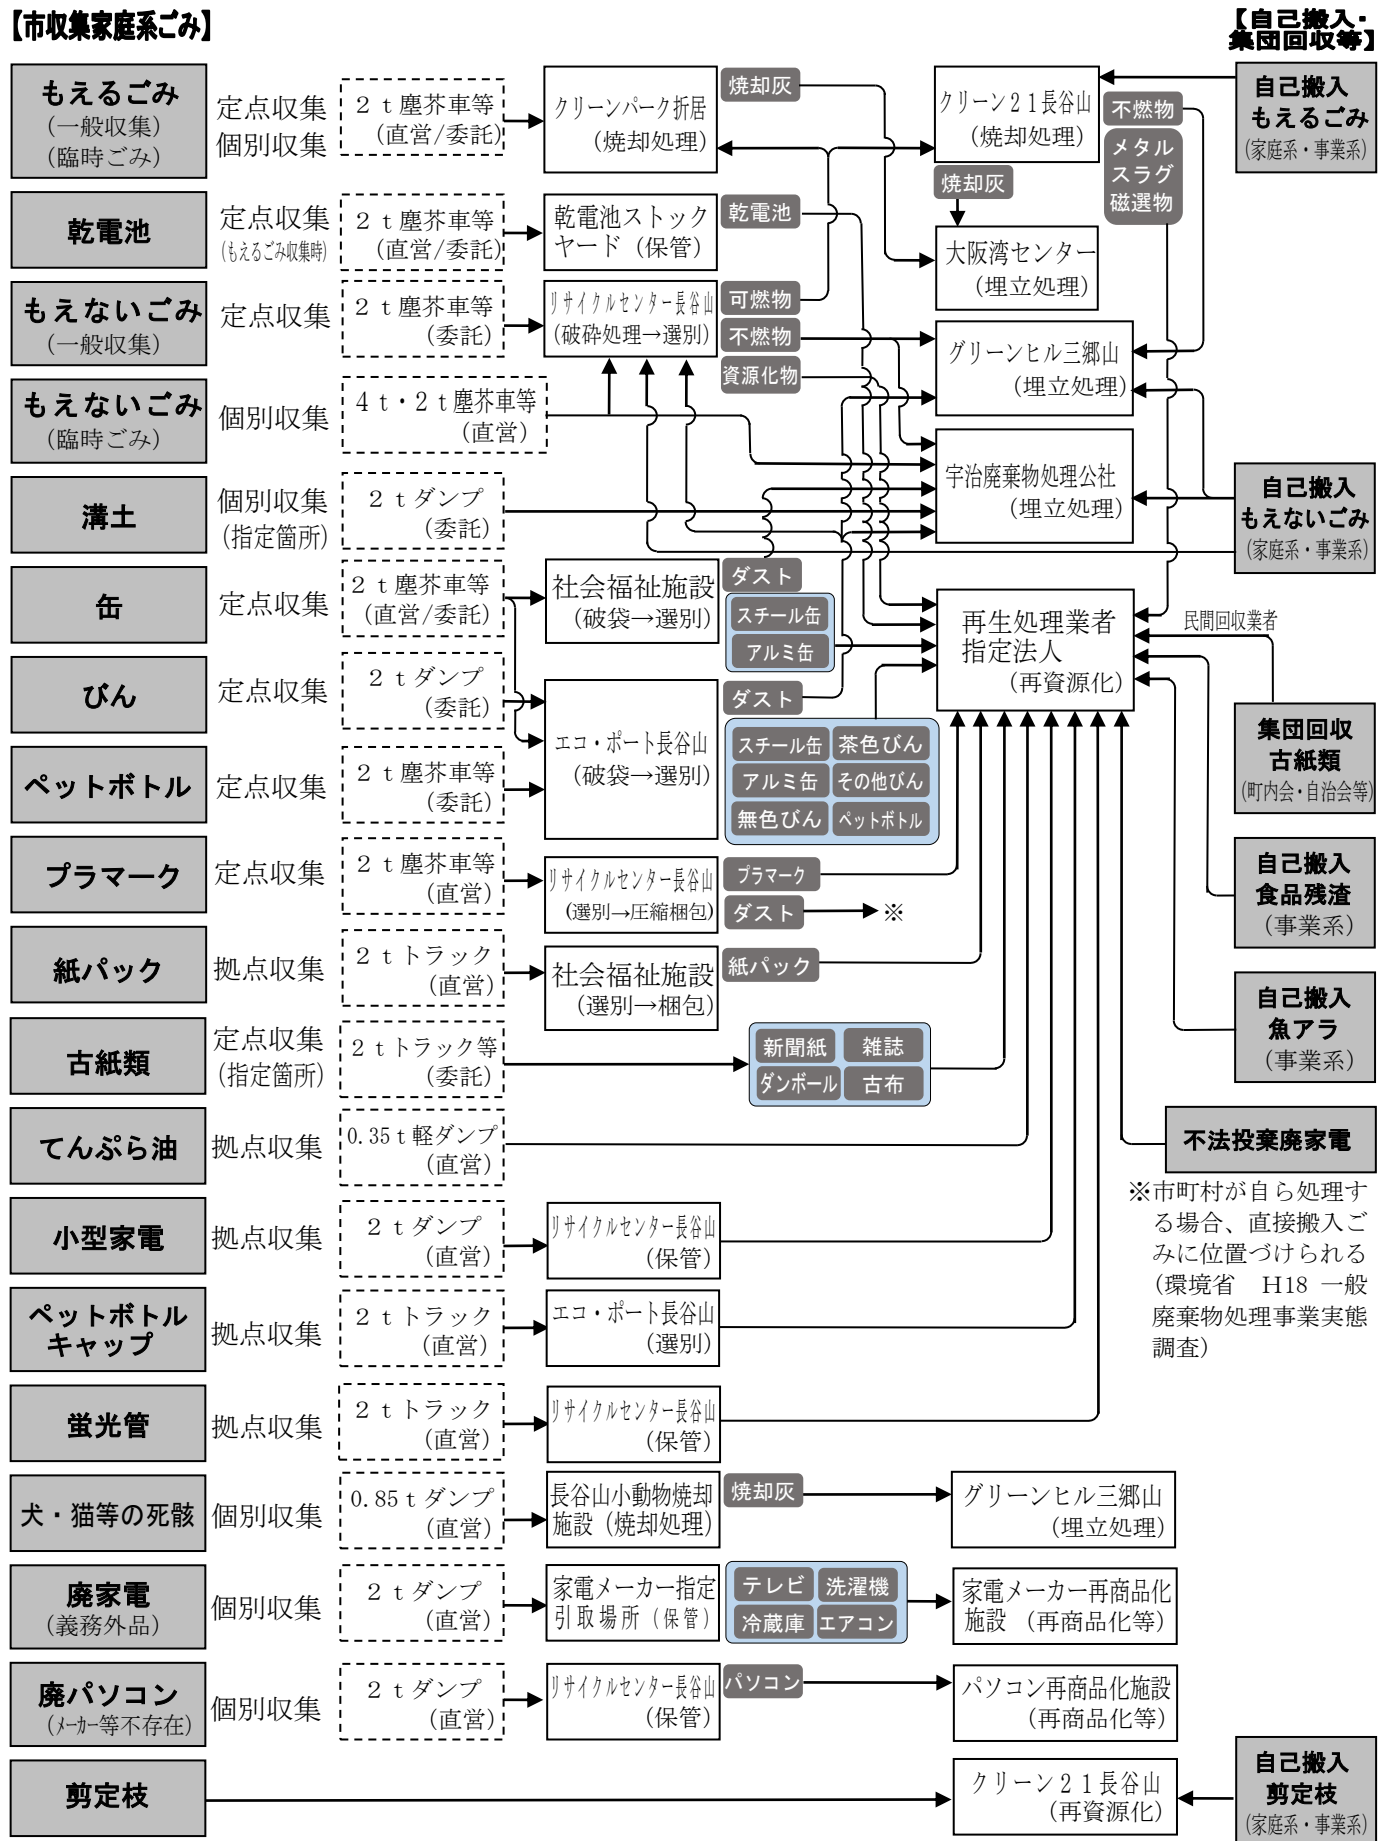 【市収集家庭系ごみ】
【自己搬入・
集団回収等】
もえるごみ
(一般収集)
(臨時ごみ)
定点収集
個別収集
2t塵芥車等
(直営/委託)
クリーンパーク折居
(焼却処理)
焼却灰
クリーン21長谷山
(焼却処理)
焼却灰
不燃物
メタル
スラグ
磁選物
自己搬入
もえるごみ
(家庭系・事業系)
乾電池
定点収集
(もえるごみ収集時)
2t塵芥車等
(直営/委託)
乾電池ストック
ヤード(保管)
乾電池
大阪湾センター
(埋立処理)
もえないごみ
(一般収集)
定点収集
2t塵芥車等
(委託)
リサイクルセンター長谷山
(破砕処理→選別)
可燃物
不燃物
資源化物
グリーンヒル三郷山
(埋立処理)
もえないごみ
(臨時ごみ)
個別収集
4t・2t塵芥車等
(直営)
宇治廃棄物処理公社
(埋立処理)
自己搬入
もえないごみ
(家庭系・事業系)
溝土
個別収集
(指定箇所)
2tダンプ
(委託)
缶
定点収集
2t塵芥車等
(直営/委託)
社会福祉施設
(破袋→選別)
ダスト
スチール缶
アルミ缶
再生処理業者
指定法人
(再資源化)
民間回収業者
びん
定点収集
2tダンプ
(委託)
エコ・ポート長谷山
(破袋→選別)
ダスト
スチール缶
茶色びん
アルミ缶
その他びん
無色びん
ペットボトル
集団回収
古紙類
(町内会・自治会等)
ペットボトル
定点収集
2t塵芥車等
(委託)
プラマーク
定点収集
2t塵芥車等
(直営)
リサイクルセンター長谷山
(選別→圧縮梱包)
プラマーク
ダスト
※
自己搬入
食品残渣
(事業系)
紙パック
拠点収集
2tトラック
(直営)
社会福祉施設
(選別→梱包)
紙パック
自己搬入
魚アラ
(事業系)
古紙類
定点収集
(指定箇所)
2tトラック等
(委託)
新聞紙
雑誌
ダンボール
古布
てんぷら油
拠点収集
0.35t軽ダンプ
(直営)
不法投棄廃家電
※市町村が自ら処理す
る場合、直接搬入ご
みに位置づけられる
(環境省 H18 一般
廃棄物処理事業実態
調査)
小型家電
拠点収集
2tダンプ
(直営)
リサイクルセンター長谷山
(保管)
ペットボトル
キャップ
拠点収集
2tトラック
(直営)
エコ・ポート長谷山
(選別)
蛍光管
拠点収集
2tトラック
(直営)
リサイクルセンター長谷山
(保管)
犬・猫等の死骸
個別収集
0.85tダンプ
(直営)
長谷山小動物焼却
施設(焼却処理)
焼却灰
グリーンヒル三郷山
(埋立処理)
廃家電
(義務外品)
個別収集
2tダンプ
(直営)
家電メーカー指定
引取場所(保管)
テレビ
洗濯機
冷蔵庫
エアコン
家電メーカー再商品化
施設(再商品化等)
廃パソコン
(メーカー等不存在)
個別収集
2tダンプ
(直営)
リサイクルセンター長谷山
(保管)
パソコン
パソコン再商品化施設
(再商品化等)
剪定枝
クリーン21長谷山
(再資源化)
自己搬入
剪定枝
(家庭系・事業系)